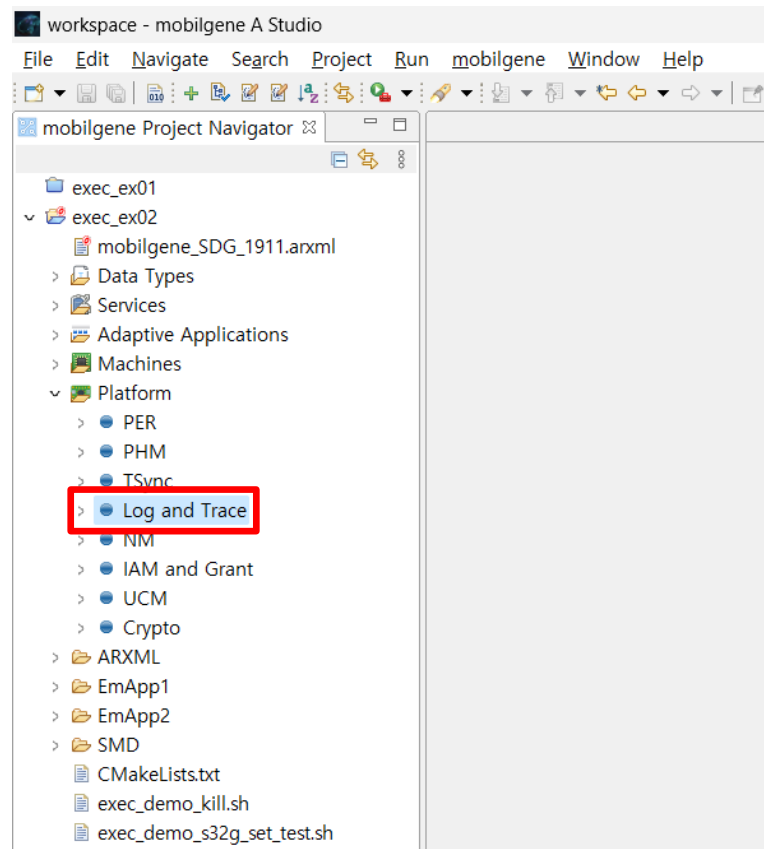 workspace - mobilgene A Studio
File Edit Navigate Search Project Run mobilgene Window Help
mobilgene Project Navigator
exec_ex01
exec_ex02
mobilgene_SDG_1911.arxml
Data Types
Services
Adaptive Applications
Machines
Platform
PER
PHM
TSync
Log and Trace
NM
IAM and Grant
UCM
Crypto
ARXML
EmApp1
EmApp2
SMD
CMakeLists.txt
exec_demo_kill.sh
exec_demo_s32g_set_test.sh